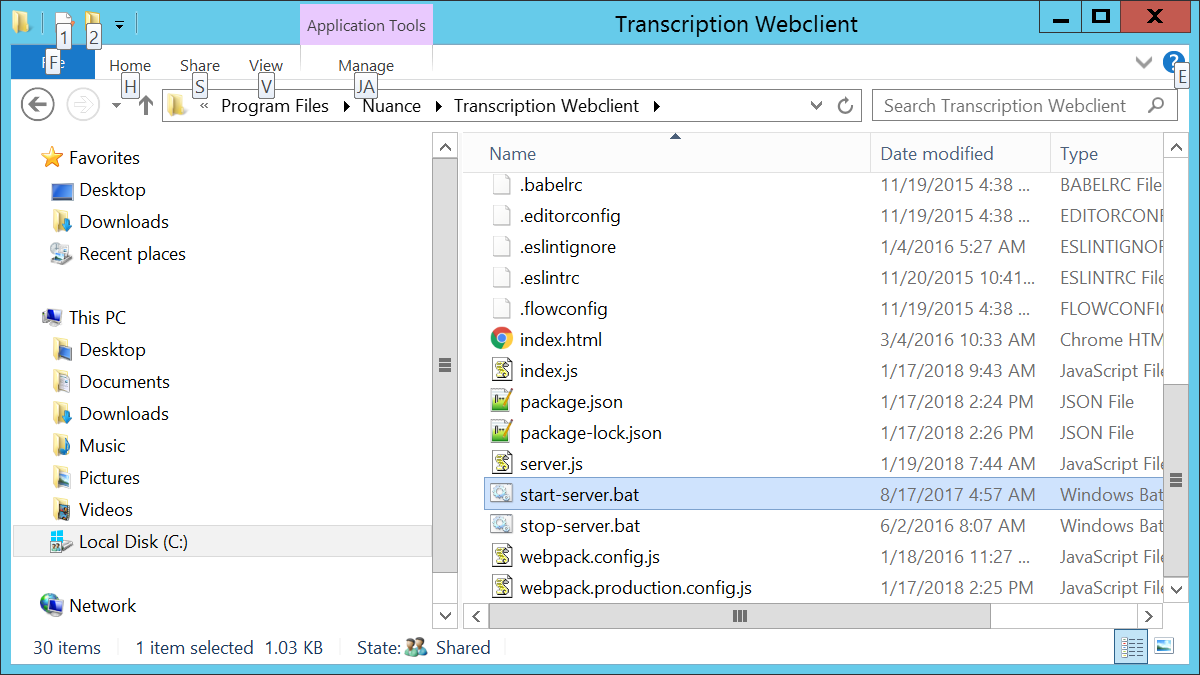 Application Tools
Transcription Webclient
1
2
F
Home
Share
View
Manage
H
S
V
JA
E
« Program Files Nuance Transcription Webclient
Search Transcription Webclient
Favorites
Desktop
Downloads
Recent places
This PC
Desktop
Documents
Downloads
Music
Pictures
Videos
Local Disk (C:)
Network
Name Date modified Type
.babelrc 11/19/2015 4:38 ... BABELRC File
.editorconfig 11/19/2015 4:38 ... EDITORCONF
.eslintignore 1/4/2016 5:27 AM ESLINTIGNOR
.eslintrc 11/20/2015 10:41... ESLINTRC File
.flowconfig 11/19/2015 4:38 ... FLOWCONFIG
index.html 3/4/2016 10:33 AM Chrome HTM
index.js 1/17/2018 9:43 AM JavaScript File
package.json 1/17/2018 2:24 PM JSON File
package-lock.json 1/17/2018 2:26 PM JSON File
server.js 1/19/2018 7:44 AM JavaScript File
start-server.bat 8/17/2017 4:57 AM Windows Bat
stop-server.bat 6/2/2016 8:07 AM Windows Bat
webpack.config.js 1/18/2016 11:27 ... JavaScript File
webpack.production.config.js 1/17/2018 2:25 PM JavaScript File
30 items 1 item selected 1.03 KB State: Shared